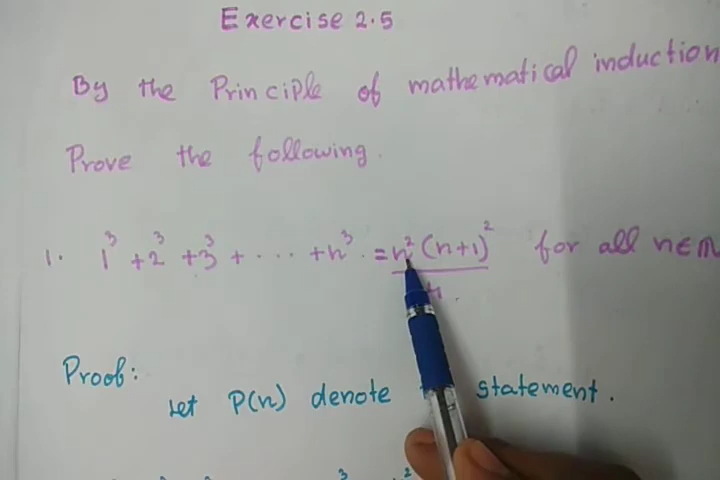 Exercise 2.5
By the Principle of mathematical induction
Prove the following.
1. 1³ + 2³ + 3³ + ... + n³ = n² (n+1)² for all n∈
Proof:
Let P(n) denote statement.